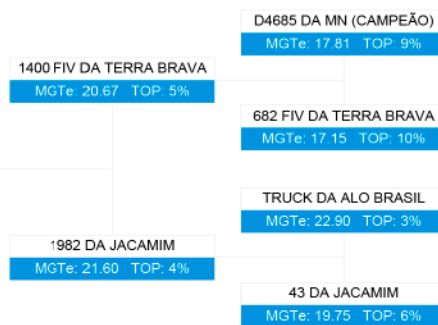 D4685 DA MN (CAMPEÃO)
MGTe: 17.81 TOP: 9%
1400 FIV DA TERRA BRAVA
MGTe: 20.67 TOP: 5%
682 FIV DA TERRA BRAVA
MGTe: 17.15 TOP: 10%
TRUCK DA ALO BRASIL
MGTe: 22.90 TOP: 3%
1982 DA JACAMIM
MGTe: 21.60 TOP: 4%
43 DA JACAMIM
MGTe: 19.75 TOP: 6%